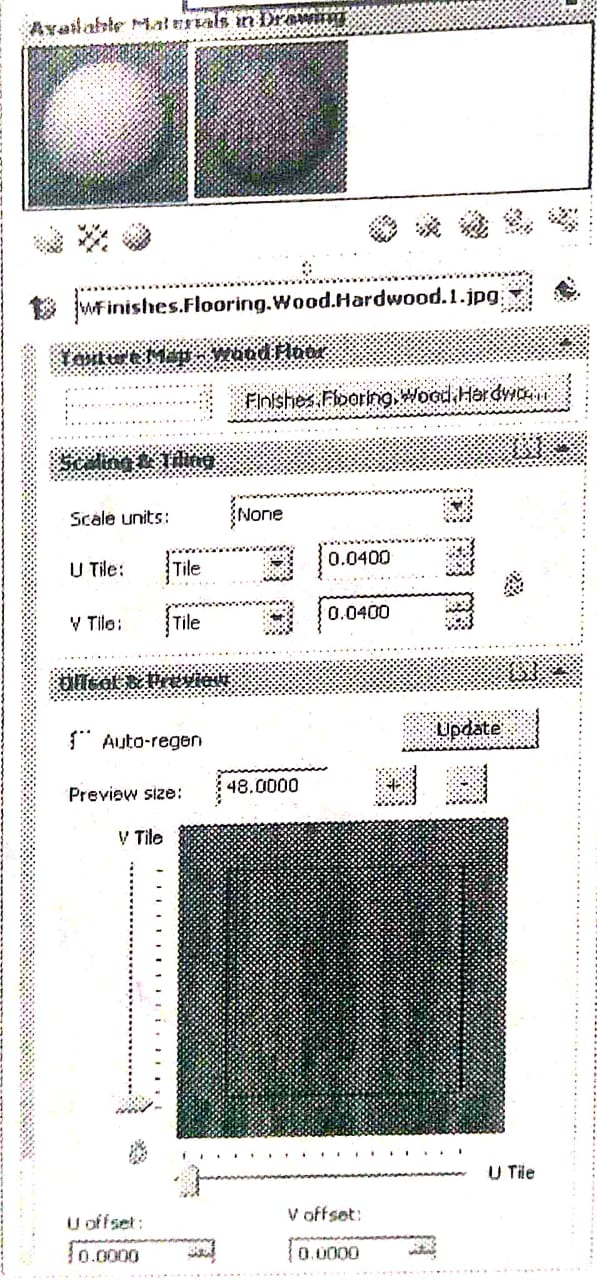 Available Materials in Drawing
Finishes.Flooring.Wood.Hardwood.1.jpg
Texture Map - Wood Floor
Finishes.Flooring.Wood.Hardwo...
Scaling & Tiling
Scale units: None
U Tile: Tile 0.0400
V Tile: Tile 0.0400
Offset & Preview
Auto-regen Update
Preview size: 48.0000 + -
V Tile
U Tile
U offset: V offset:
0.0000 0.0000